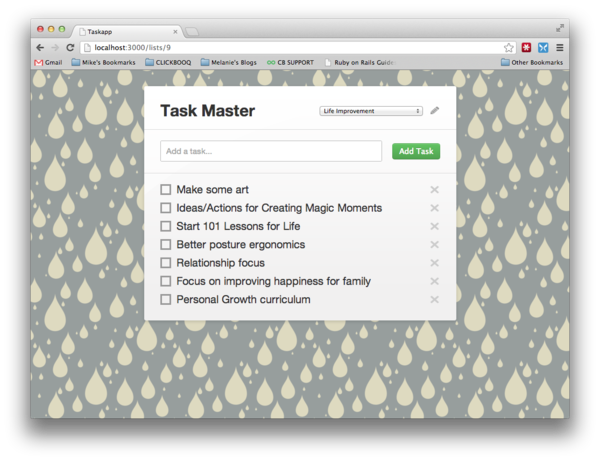 Taskapp
localhost:3000/lists/9
Gmail Mike's Bookmarks CLICKBOOQ Melanie's Blogs CB SUPPORT Ruby on Rails Guide Other Bookmarks
Task Master
Life Improvement
Add a task...
Add Task
Make some art
Ideas/Actions for Creating Magic Moments
Start 101 Lessons for Life
Better posture ergonomics
Relationship focus
Focus on improving happiness for family
Personal Growth curriculum